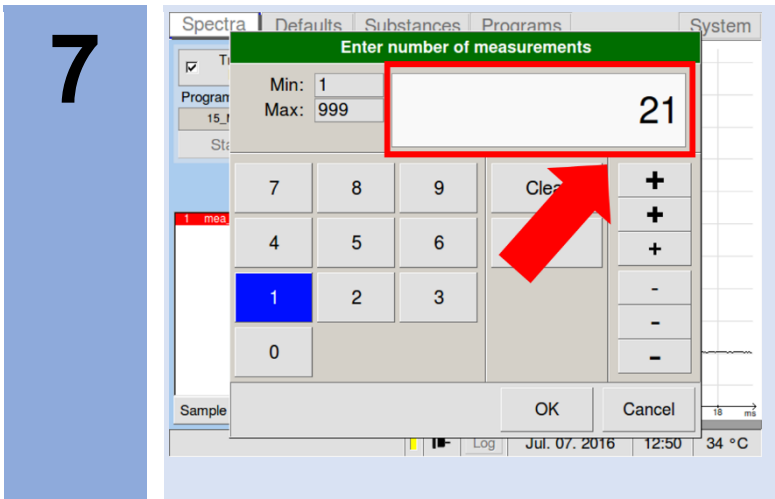 7
Spectra Defaults Substances Programs System
Enter number of measurements
Min: 1
Max: 999
21
Program
15_
7 8 9 Clea
+
+
4 5 6 +
1 2 3 -
-
0 -
Sample OK Cancel 18 ms
Log Jul. 07. 2016 12:50 34 °C
1 mea